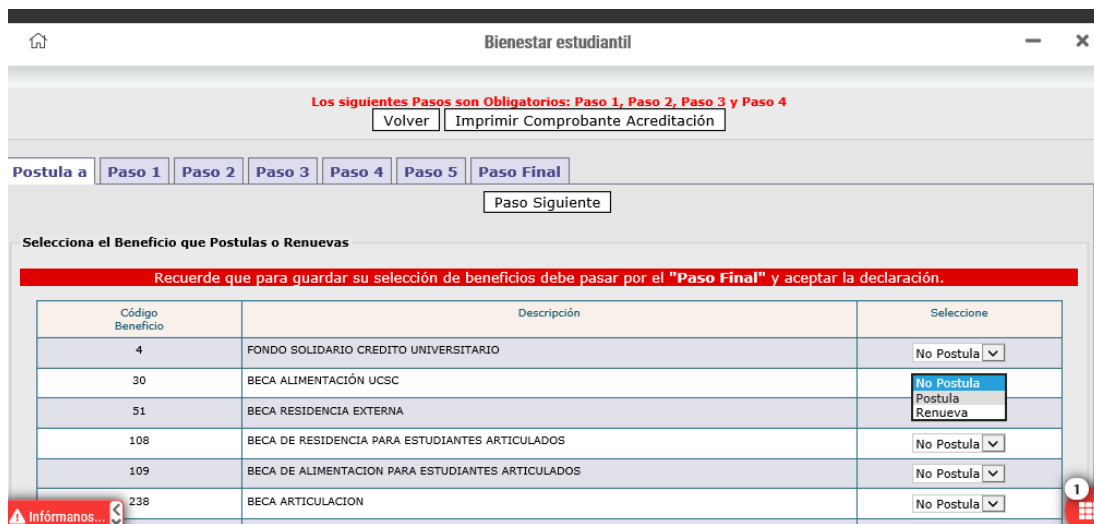 Bienestar estudiantil
Los siguientes Pasos son Obligatorios: Paso 1, Paso 2, Paso 3 y Paso 4
Volver Imprimir Comprobante Acreditación
Postula a Paso 1 Paso 2 Paso 3 Paso 4 Paso 5 Paso Final
Paso Siguiente
Selecciona el Beneficio que Postulas o Renuevas
Recuerde que para guardar su selección de beneficios debe pasar por el "Paso Final" y aceptar la declaración.
Código Beneficio Descripción Seleccione
4 FONDO SOLIDARIO CREDITO UNIVERSITARIO No Postula
30 BECA ALIMENTACIÓN UCSC No Postula
Postula
51 BECA RESIDENCIA EXTERNA Renueva
108 BECA DE RESIDENCIA PARA ESTUDIANTES ARTICULADOS No Postula
109 BECA DE ALIMENTACION PARA ESTUDIANTES ARTICULADOS No Postula
238 BECA ARTICULACION No Postula
Infórmanos... 1